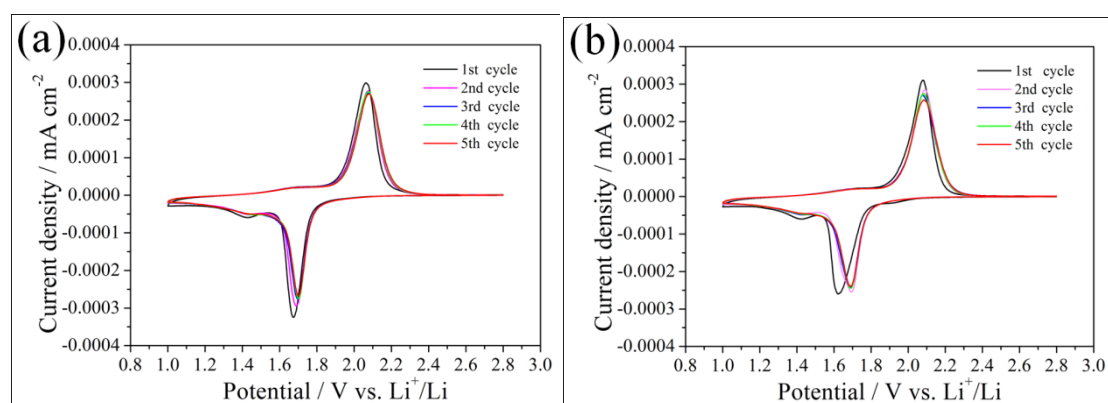 (a)
0.0004
0.0003
0.0002
0.0001
0.0000
-0.0001
-0.0002
-0.0003
-0.0004
Current density / mA cm⁻²
1st cycle
2nd cycle
3rd cycle
4th cycle
5th cycle
0.8 1.0 1.2 1.4 1.6 1.8 2.0 2.2 2.4 2.6 2.8 3.0
Potential / V vs. Li⁺/Li
(b)
0.0004
0.0003
0.0002
0.0001
0.0000
-0.0001
-0.0002
-0.0003
-0.0004
Current density / mA cm⁻²
1st cycle
2nd cycle
3rd cycle
4th cycle
5th cycle
0.8 1.0 1.2 1.4 1.6 1.8 2.0 2.2 2.4 2.6 2.8 3.0
Potential / V vs. Li⁺/Li